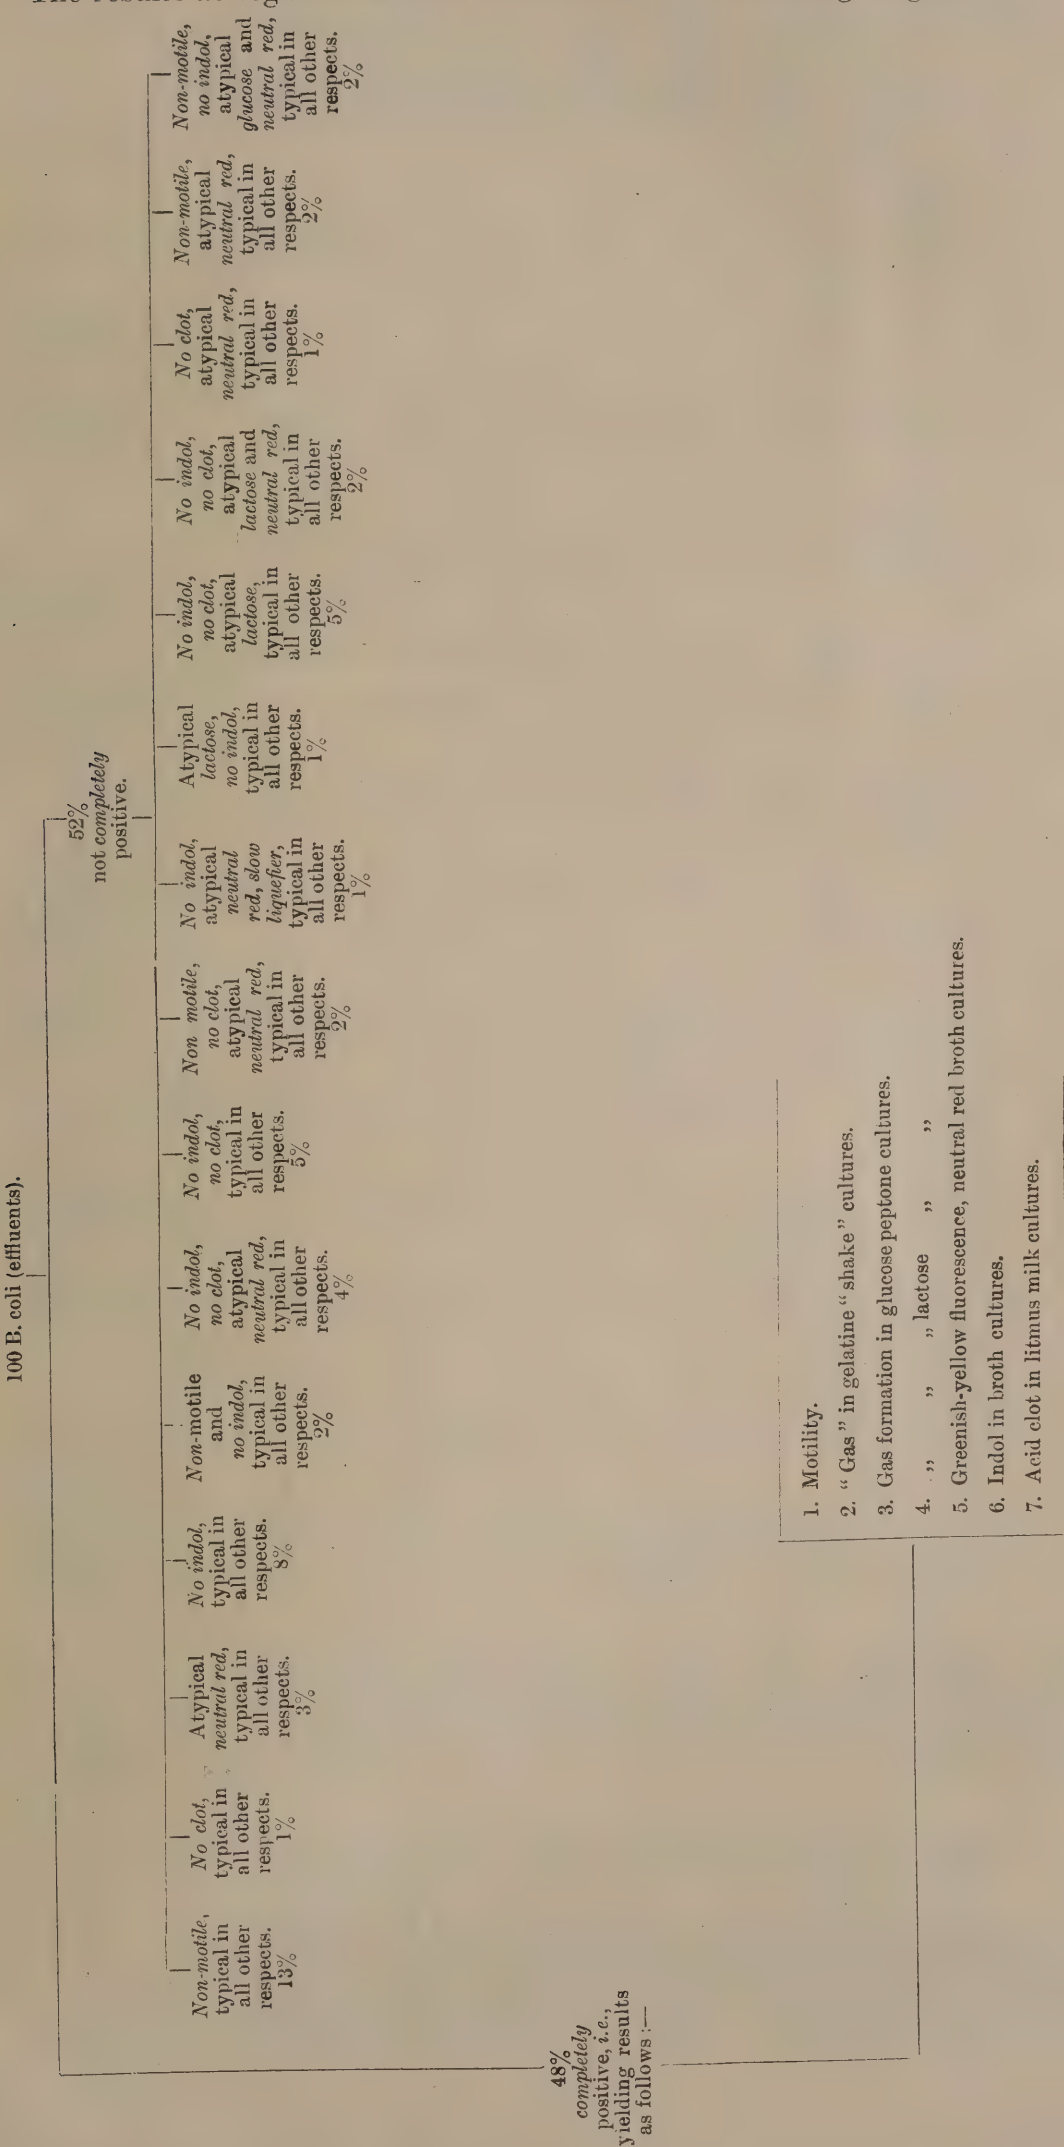 100 B. coli (effluents).
48%
completely
positive, i.e.,
yielding results
as follows :—
52%
not completely
positive.
Non-motile,
typical in
all other
respects.
13%
No clot,
typical in
all other
respects.
1%
Atypical
neutral red,
typical in
all other
respects.
3%
No indol,
typical in
all other
respects.
8%
Non-motile
and
no indol,
typical in
all other
respects.
2%
No indol,
no clot,
atypical
neutral red,
typical in
all other
respects.
4%
No indol,
no clot,
typical in
all other
respects.
5%
Non motile,
no clot,
atypical
neutral red,
typical in
all other
respects.
2%
No indol,
atypical
neutral
red, slow
liquefier,
typical in
all other
respects.
1%
Atypical
lactose,
no indol,
typical in
all other
respects.
1%
No indol,
no clot,
atypical
lactose,
typical in
all other
respects.
5%
No indol,
no clot,
atypical
lactose and
neutral red,
typical in
all other
respects.
2%
No clot,
atypical
neutral red,
typical in
all other
respects.
1%
Non-motile,
atypical
neutral red,
typical in
all other
respects.
2%
Non-motile,
no indol,
atypical
glucose and
neutral red,
typical in
all other
respects.
2%
1. Motility.
2. “ Gas ” in gelatine “ shake ” cultures.
3. Gas formation in glucose peptone cultures.
4. „ „ „ lactose „ „
5. Greenish-yellow fluorescence, neutral red broth cultures.
6. Indol in broth cultures.
7. Acid clot in litmus milk cultures.